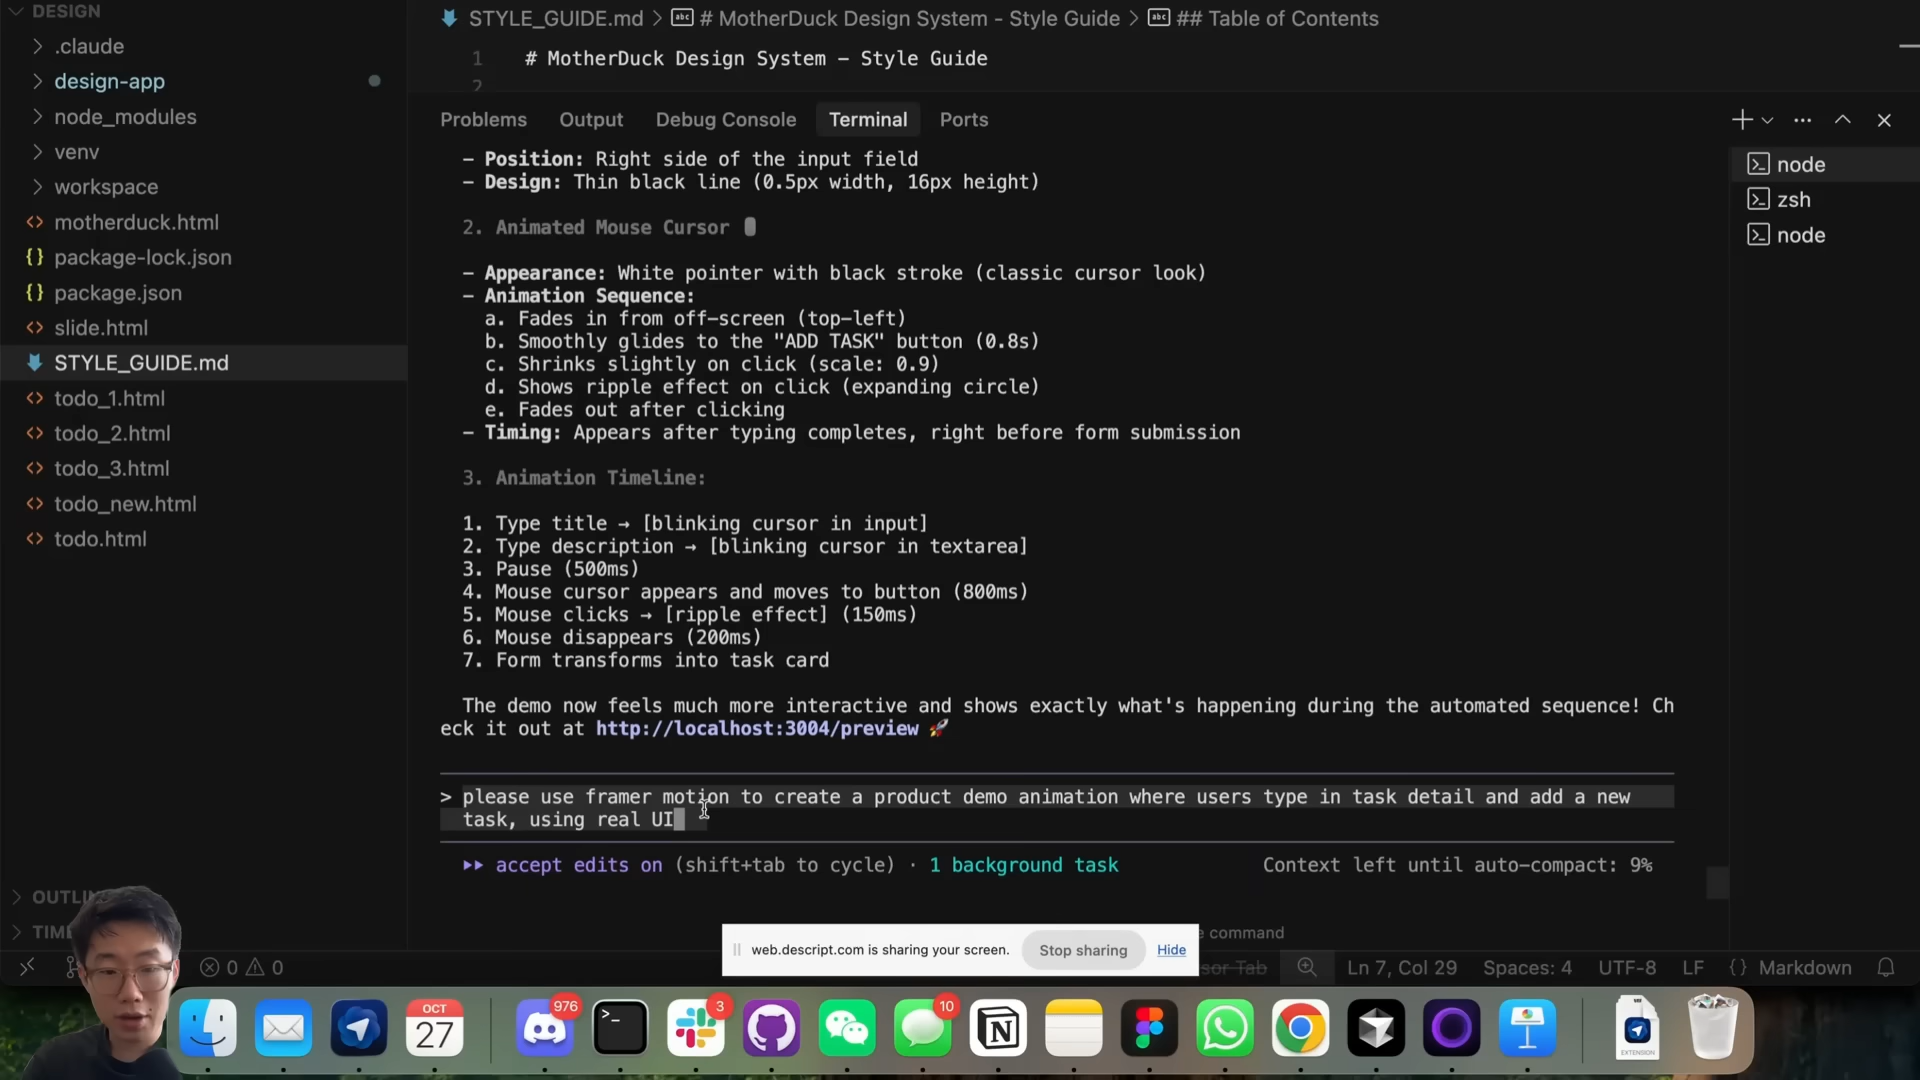 DESIGN
.claude
design-app
node_modules
venv
workspace
motherduck.html
package-lock.json
package.json
slide.html
STYLE_GUIDE.md
todo_1.html
todo_2.html
todo_3.html
todo_new.html
todo.html
TIME
STYLE_GUIDE.md > # MotherDuck Design System - Style Guide > ## Table of Contents
1 # MotherDuck Design System – Style Guide
2
Problems Output Debug Console Terminal Ports
node
zsh
node
– Position: Right side of the input field
– Design: Thin black line (0.5px width, 16px height)
2. Animated Mouse Cursor
– Appearance: White pointer with black stroke (classic cursor look)
– Animation Sequence:
a. Fades in from off-screen (top-left)
b. Smoothly glides to the "ADD TASK" button (0.8s)
c. Shrinks slightly on click (scale: 0.9)
d. Shows ripple effect on click (expanding circle)
e. Fades out after clicking
– Timing: Appears after typing completes, right before form submission
3. Animation Timeline:
1. Type title → [blinking cursor in input]
2. Type description → [blinking cursor in textarea]
3. Pause (500ms)
4. Mouse cursor appears and moves to button (800ms)
5. Mouse clicks → [ripple effect] (150ms)
6. Mouse disappears (200ms)
7. Form transforms into task card
The demo now feels much more interactive and shows exactly what's happening during the automated sequence! Ch
eck it out at http://localhost:3004/preview 🚀
> please use framer motion to create a product demo animation where users type in task detail and add a new
task, using real UI
accept edits on (shift+tab to cycle) · 1 background task Context left until auto-compact: 9%
command
web.descript.com is sharing your screen. Stop sharing Hide
0 0 Tab Ln 7, Col 29 Spaces: 4 UTF-8 LF {} Markdown
976
3
OCT
27
10
EXTENSION